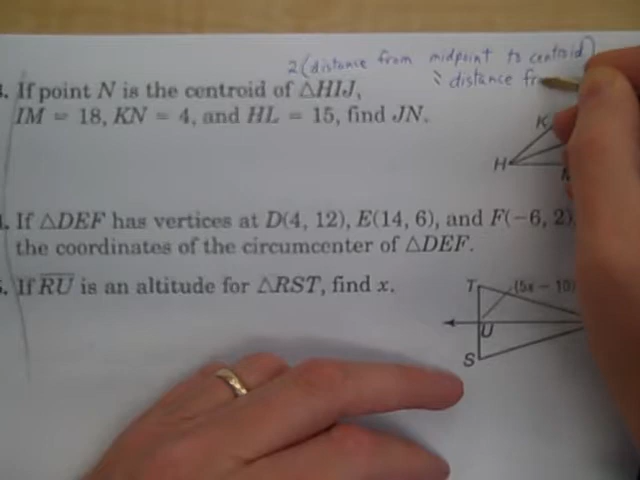 2(distance from midpoint to centroid)
distance fro
. If point N is the centroid of △HIJ,
IM = 18, KN = 4, and HL = 15, find JN.
K
H
. If △DEF has vertices at D(4, 12), E(14, 6), and F(−6, 2)
the coordinates of the circumcenter of △DEF.
. If RU is an altitude for △RST, find x.
T (5x − 10)
U
S